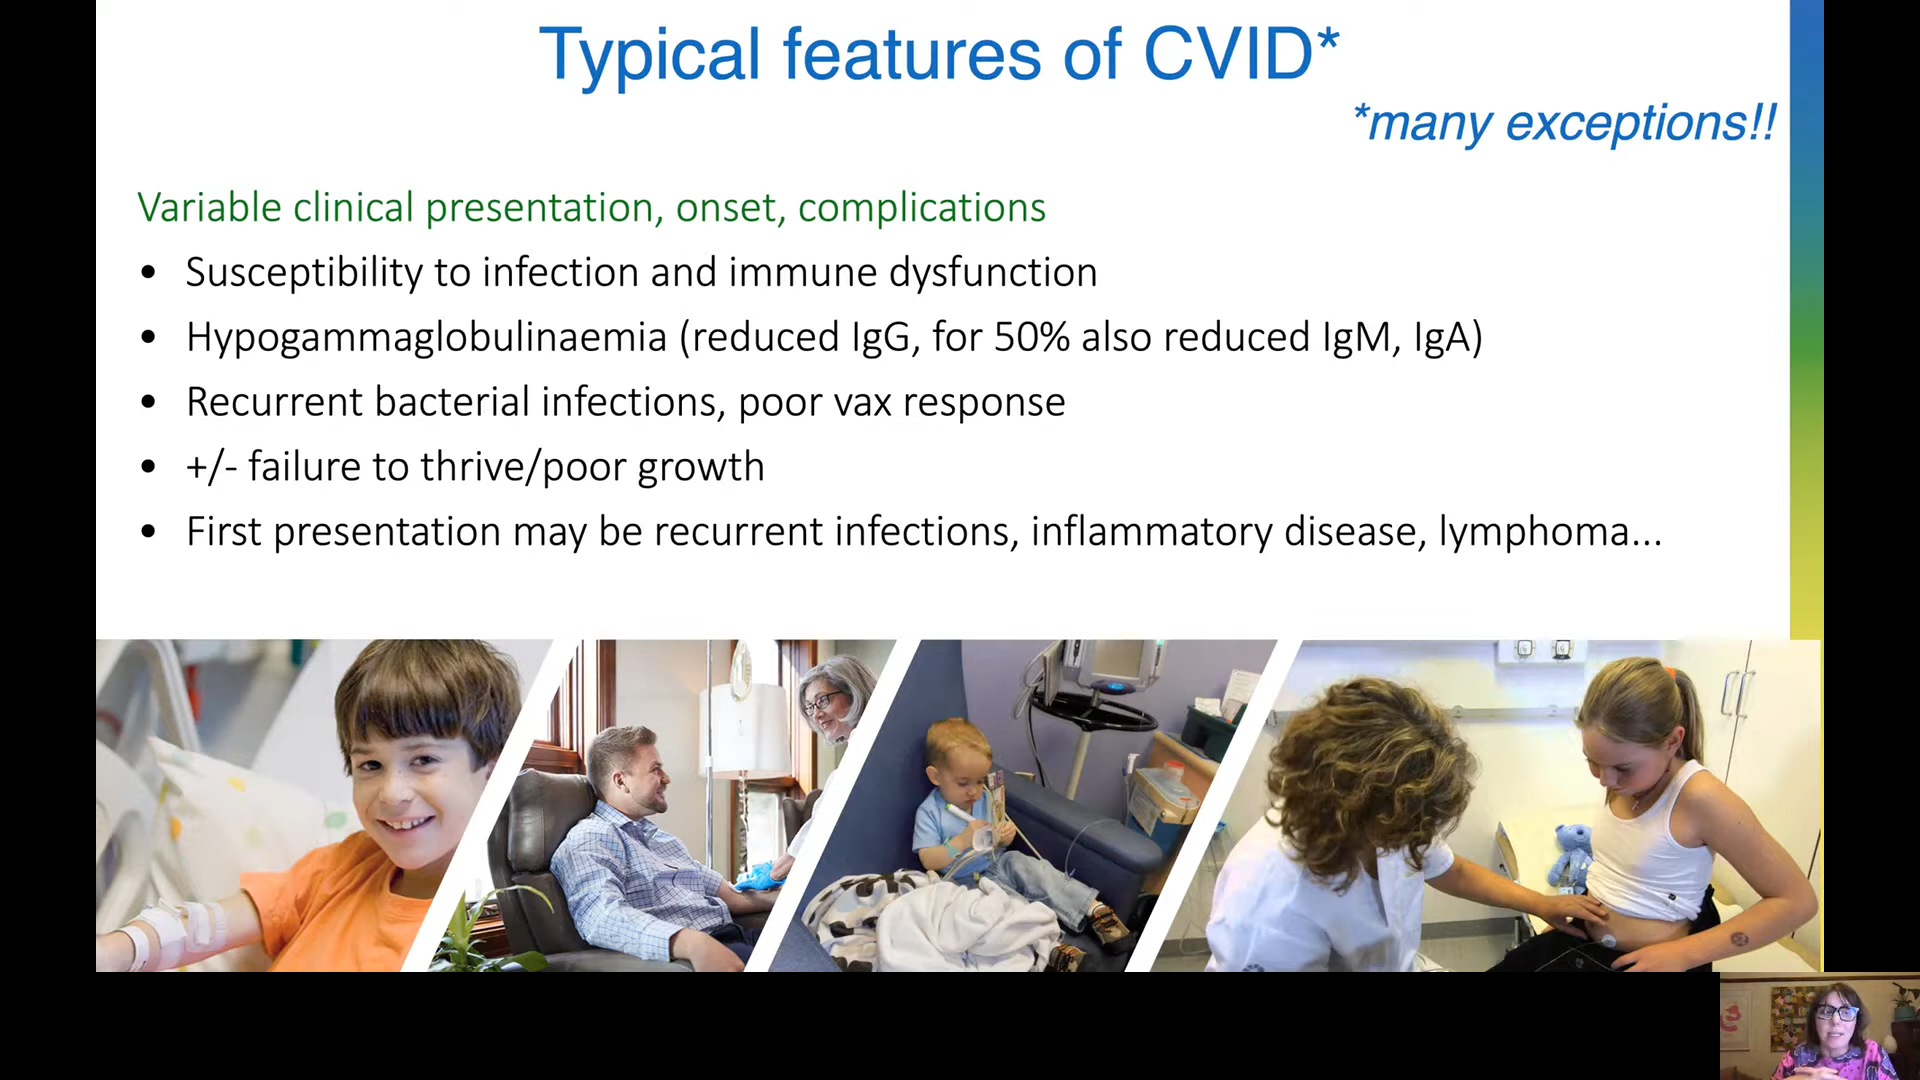 Typical features of CVID*
*many exceptions!!
Variable clinical presentation, onset, complications
• Susceptibility to infection and immune dysfunction
• Hypogammaglobulinaemia (reduced IgG, for 50% also reduced IgM, IgA)
• Recurrent bacterial infections, poor vax response
• +/- failure to thrive/poor growth
• First presentation may be recurrent infections, inflammatory disease, lymphoma...